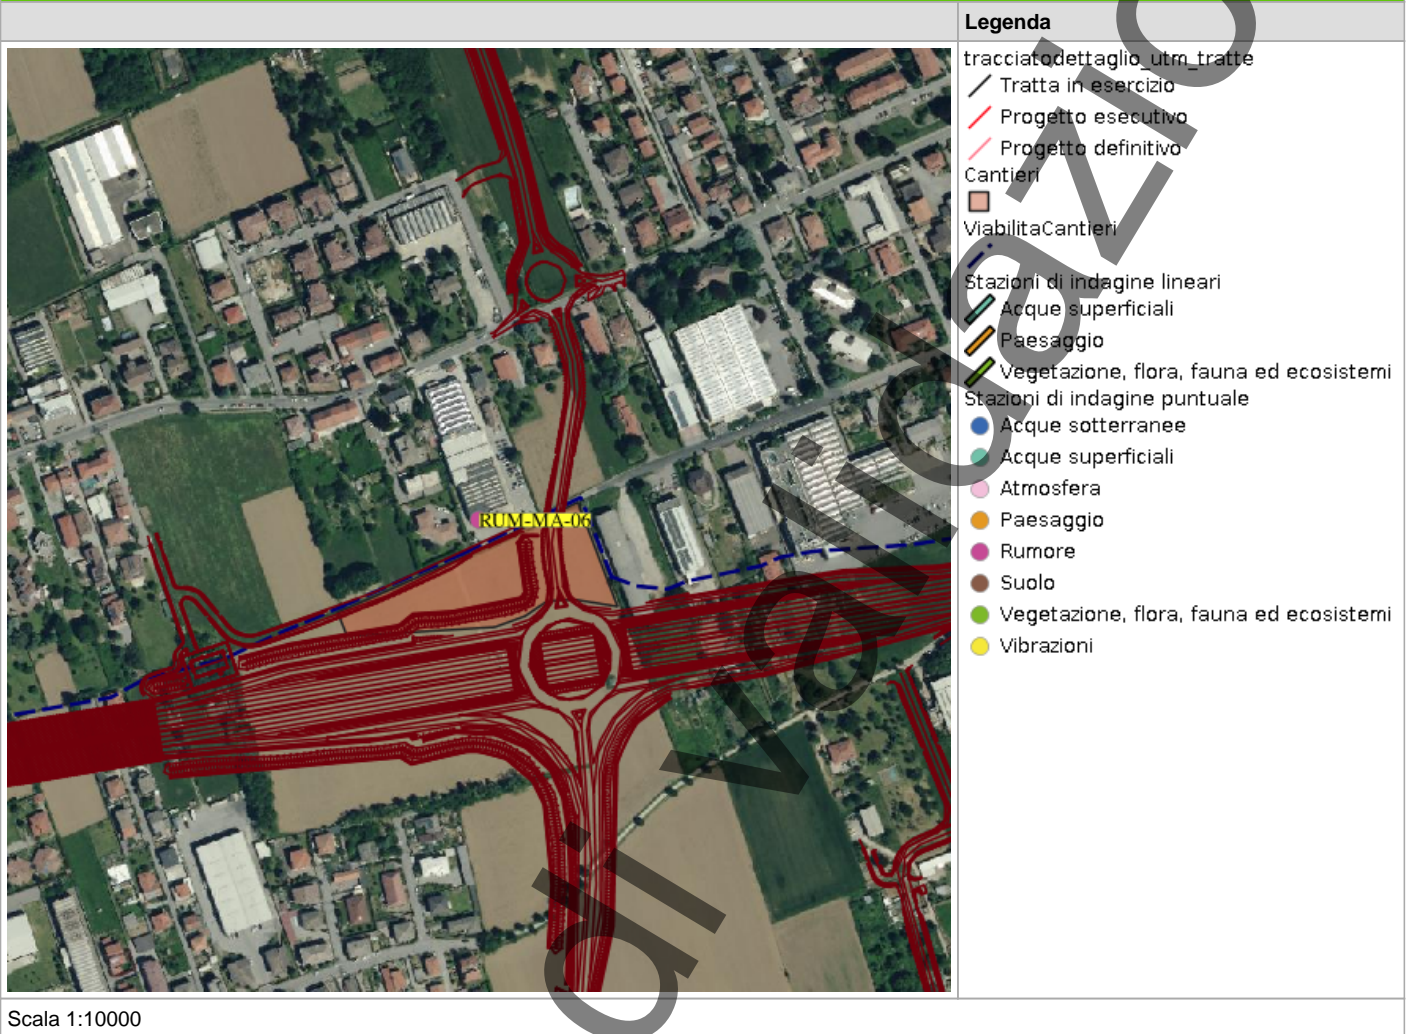 Legenda
tracciatodettaglio_utm_tratte
Tratta in esercizio
Progetto esecutivo
Progetto definitivo
Cantieri
ViabilitaCantieri
Stazioni di indagine lineari
Acque superficiali
Paesaggio
Vegetazione, flora, fauna ed ecosistemi
Stazioni di indagine puntuale
Acque sotterranee
Acque superficiali
Atmosfera
Paesaggio
Rumore
Suolo
Vegetazione, flora, fauna ed ecosistemi
Vibrazioni
RUM-MA-06
di validazio
Scala 1:10000